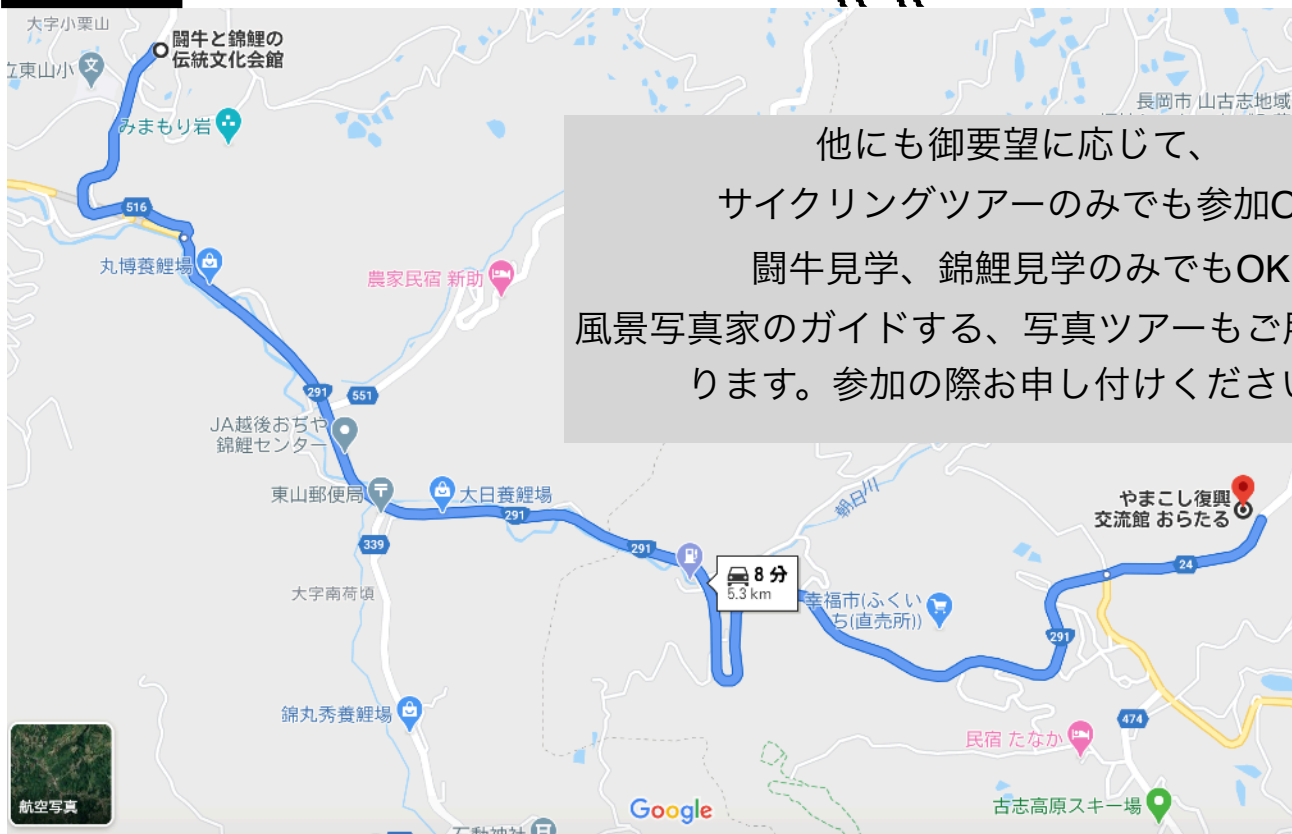 大字小栗山
闘牛と錦鯉の
伝統文化会館
立東山小
文
みまもり岩
長岡市 山古志地域
他にも御要望に応じて、
サイクリングツアーのみでも参加O
闘牛見学、錦鯉見学のみでもOK
風景写真家のガイドする、写真ツアーもご
ります。参加の際お申し付けくださ
516
丸博養鯉場
農家民宿 新助
291
551
JA越後おぢや
錦鯉センター
東山郵便局
大日養鯉場
291
339
291
朝日川
やまこし復興
交流館 おらたる
8 分
5.3 km
24
大字南荷頃
幸福市(ふくい
ち(直売所))
291
錦丸秀養鯉場
474
民宿 たなか
航空写真
Google
古志高原スキー場
石動神社